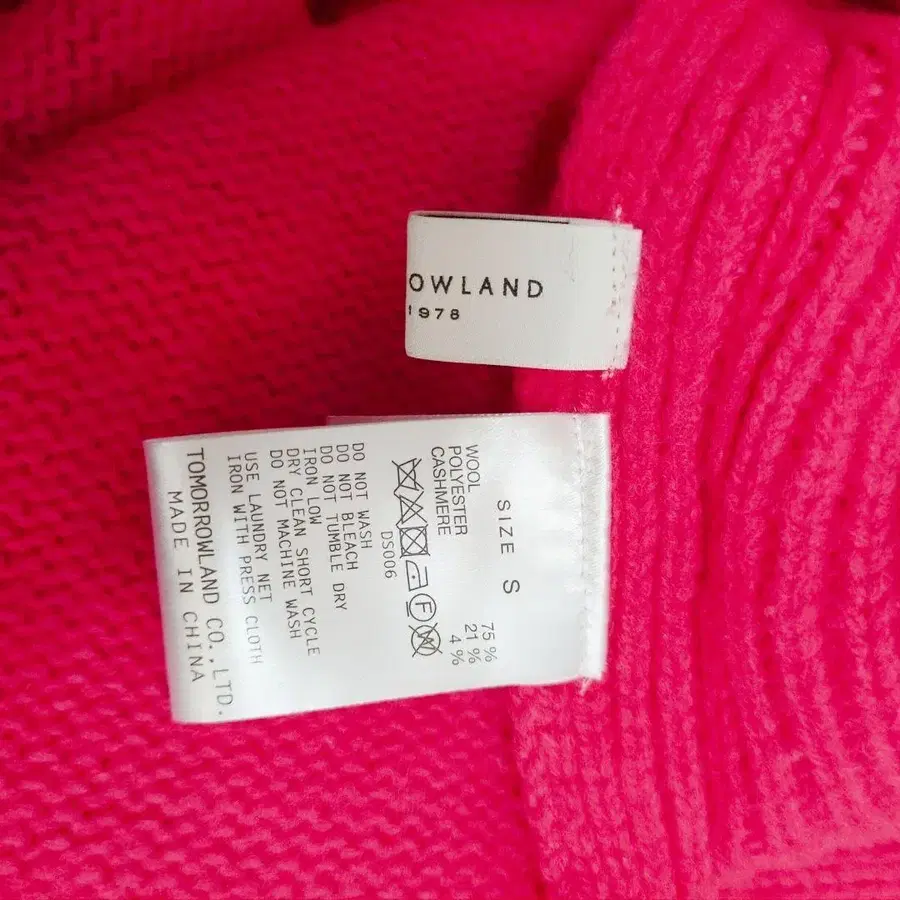 OWLAND
1978
SIZE S
WOOL 75%
POLYESTER 21%
CASHMERE 4%
DS006
DO NOT WASH
DO NOT BLEACH
DO NOT TUMBLE DRY
IRON LOW
DRY CLEAN SHORT CYCLE
DO NOT MACHINE WASH
USE LAUNDRY NET
IRON WITH PRESS CLOTH
TOMORROWLAND CO.,LTD.
MADE IN CHINA